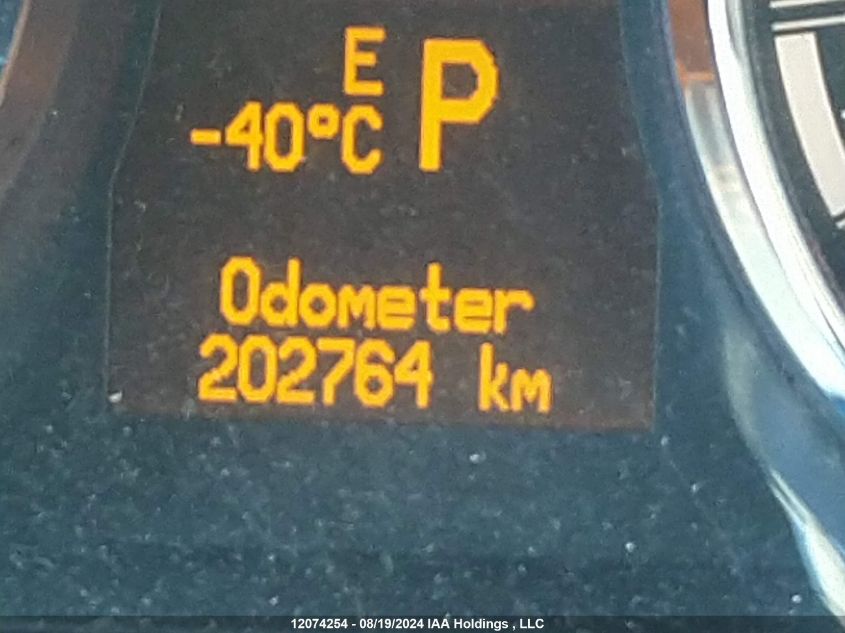 E
-40°C P
Odometer
202764 km
12074254 - 08/19/2024 IAA Holdings , LLC